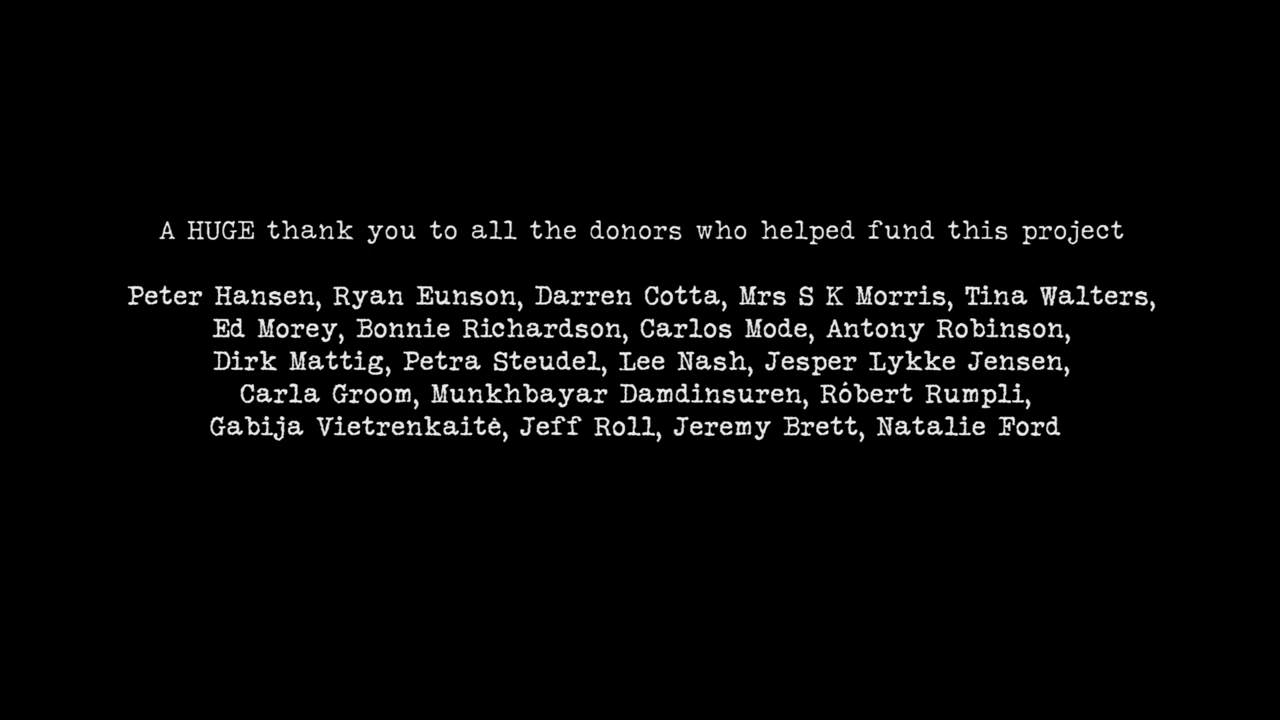 A HUGE thank you to all the donors who helped fund this project
Peter Hansen, Ryan Eunson, Darren Cotta, Mrs S K Morris, Tina Walters,
Ed Morey, Bonnie Richardson, Carlos Mode, Antony Robinson,
Dirk Mattig, Petra Steudel, Lee Nash, Jesper Lykke Jensen,
Carla Groom, Munkhbayar Damdinsuren, Róbert Rumpli,
Gabija Vietrenkaitė, Jeff Roll, Jeremy Brett, Natalie Ford